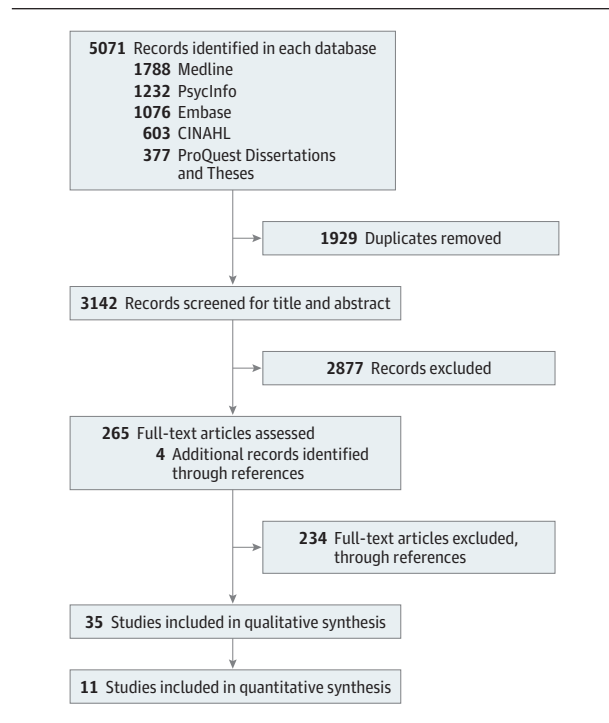 5071 Records identified in each database
1788 Medline
1232 PsycInfo
1076 Embase
603 CINAHL
377 ProQuest Dissertations
and Theses
1929 Duplicates removed
3142 Records screened for title and abstract
2877 Records excluded
265 Full-text articles assessed
4 Additional records identified
through references
234 Full-text articles excluded,
through references
35 Studies included in qualitative synthesis
11 Studies included in quantitative synthesis